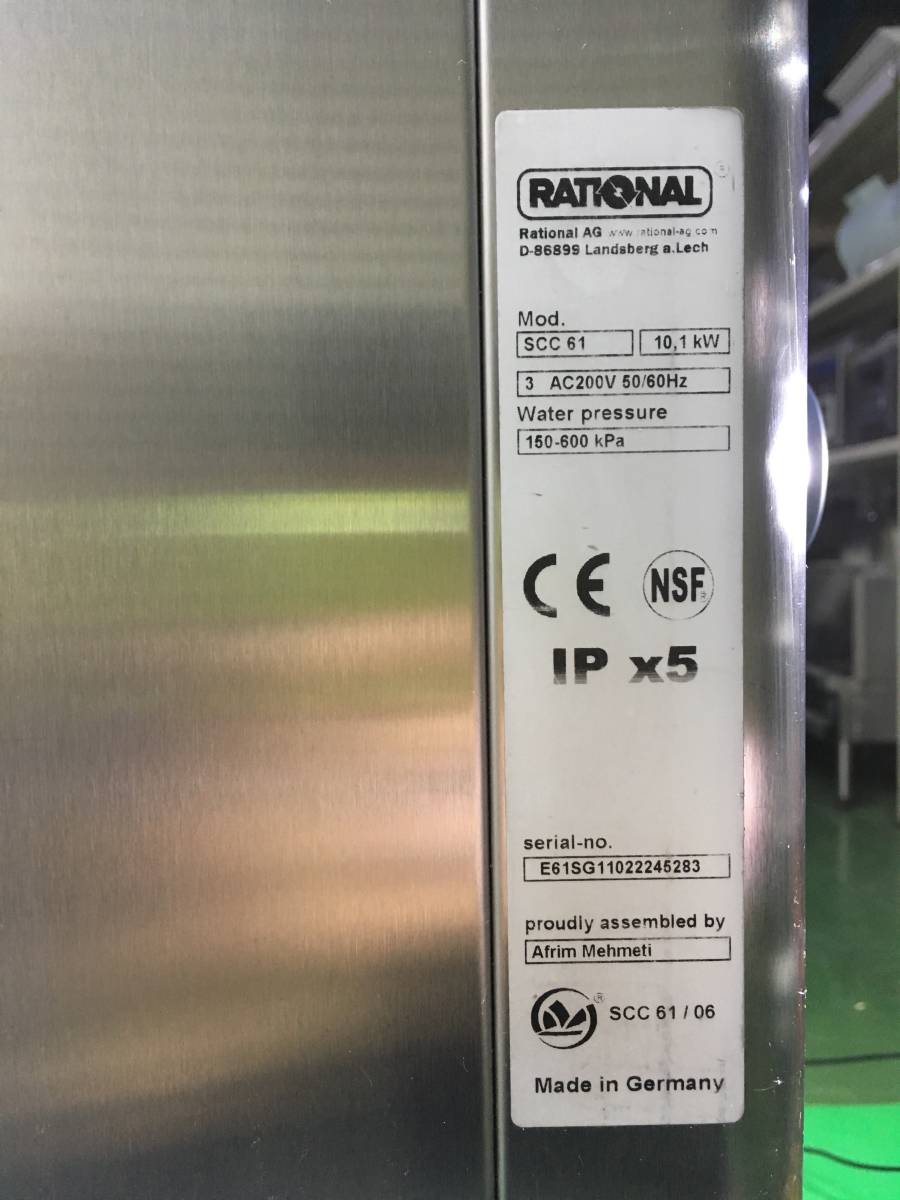 RATIONAL ®
Rational AG www.rational-ag.com
D-86899 Landsberg a.Lech
Mod.
SCC 61 10,1 kW
3 AC200V 50/60Hz
Water pressure
150-600 kPa
CE NSF ®
IP x5
serial-no.
E61SG11022245283
proudly assembled by
Afrim Mehmeti
® SCC 61 / 06
Made in Germany